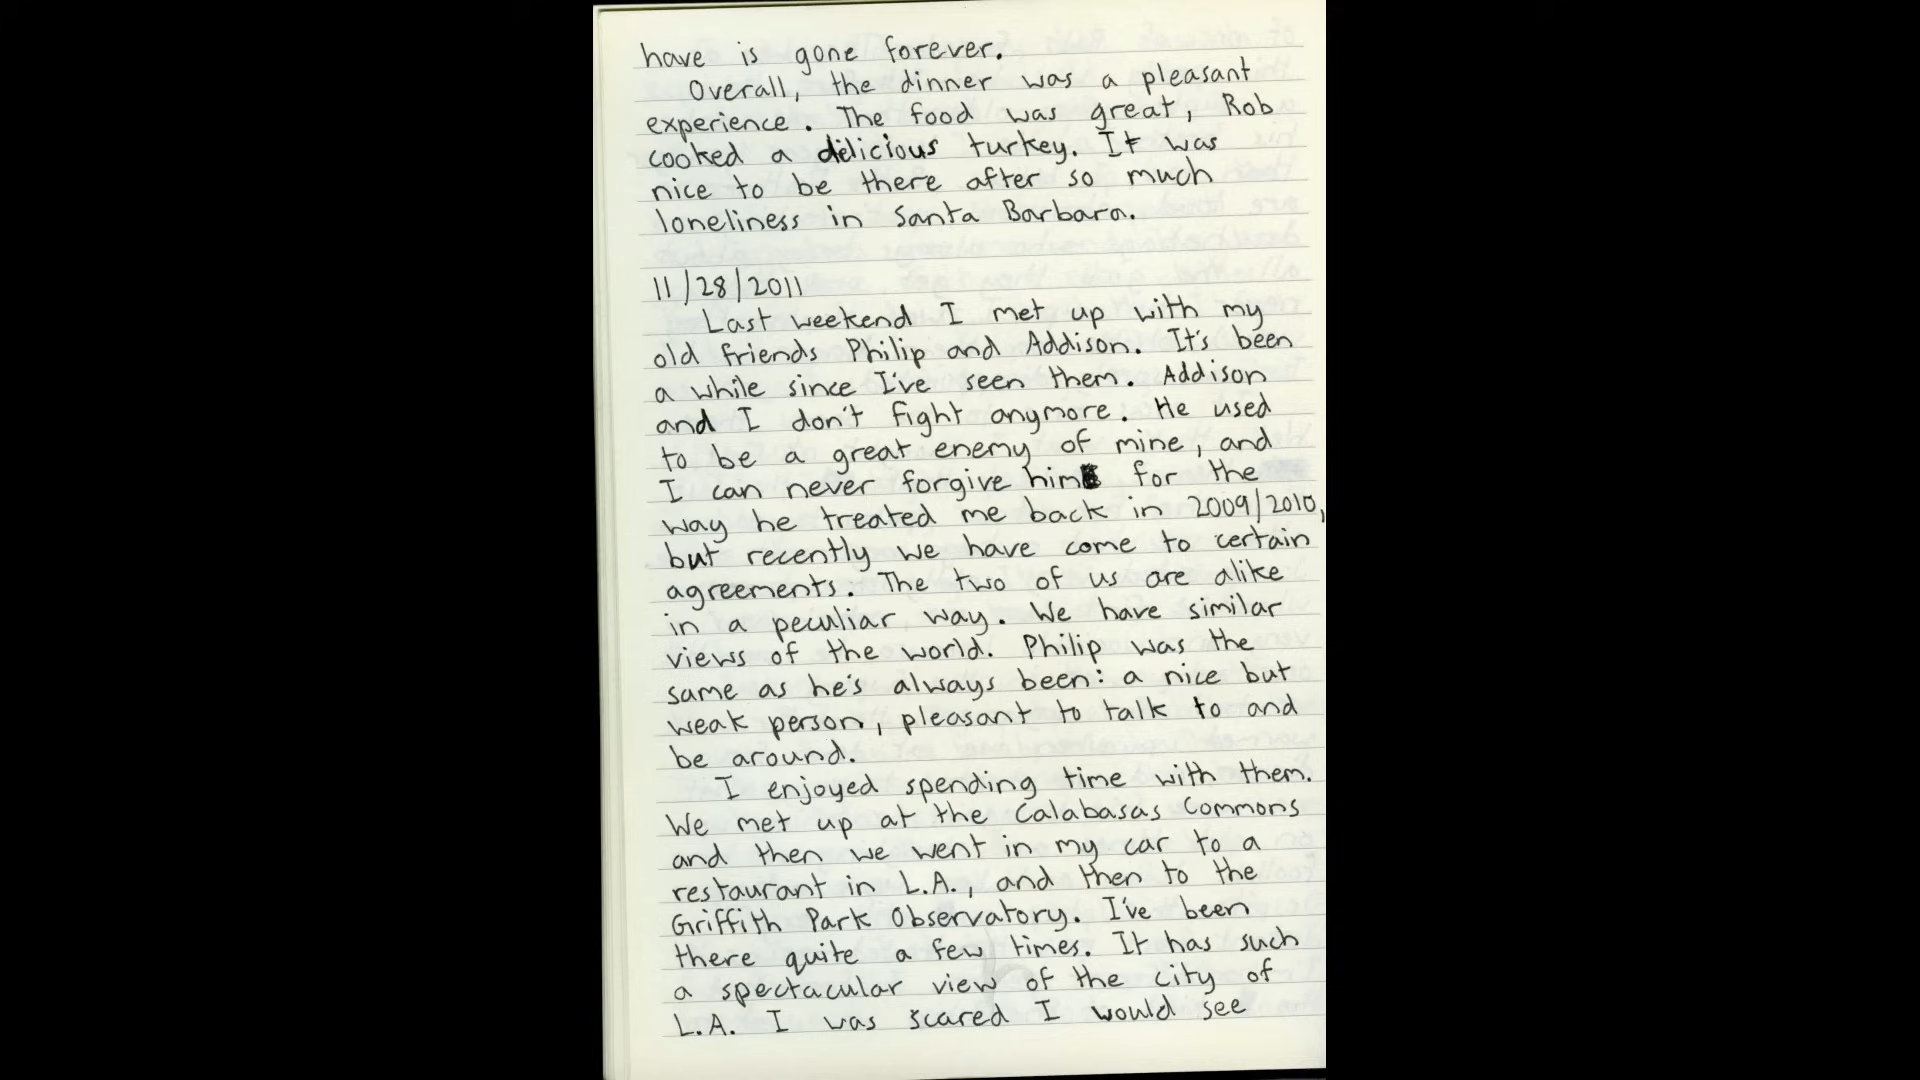 have is gone forever.
Overall, the dinner was a pleasant
experience. The food was great, Rob
cooked a delicious turkey. It was
nice to be there after so much
loneliness in Santa Barbara.
11/28/2011
Last weekend I met up with my
old friends Philip and Addison. It's been
a while since I've seen them. Addison
and I don't fight anymore. He used
to be a great enemy of mine, and
I can never forgive him for the
way he treated me back in 2009/2010,
but recently we have come to certain
agreements. The two of us are alike
in a peculiar way. We have similar
views of the world. Philip was the
same as he's always been: a nice but
weak person, pleasant to talk to and
be around.
I enjoyed spending time with them.
We met up at the Calabasas Commons
and then we went in my car to a
restaurant in L.A., and then to the
Griffith Park Observatory. I've been
there quite a few times. It has such
a spectacular view of the city of
L.A. I was scared I would see